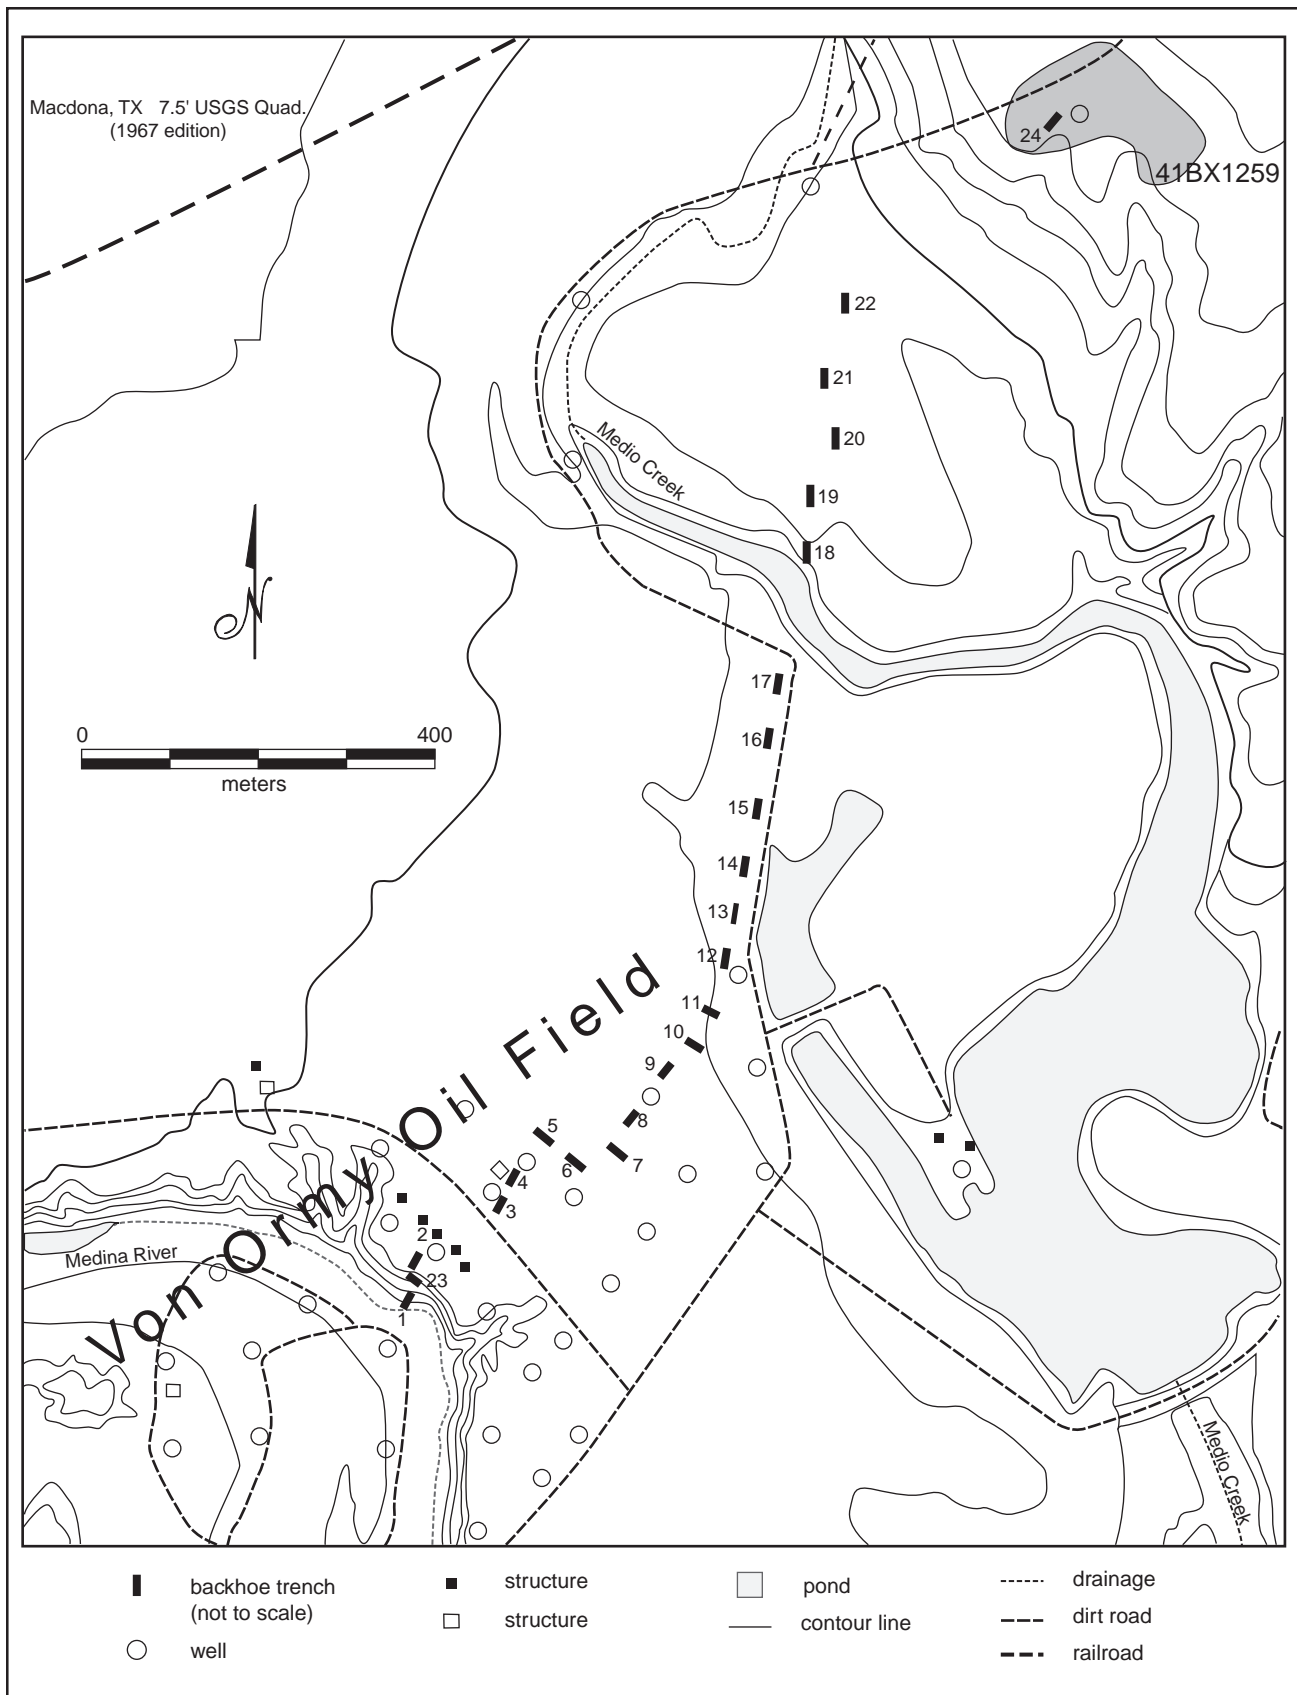 Macdona, TX 7.5' USGS Quad.
(1967 edition)
24
41BX1259
22
21
20
Medio Creek
19
18
N
17
0 400
meters
16
15
14
13
12
11
10
9
8
5
6
7
4
3
2
23
1
Von Ormy Oil Field
Medina River
Medio Creek
backhoe trench
(not to scale)
well
structure
structure
pond
contour line
drainage
dirt road
railroad